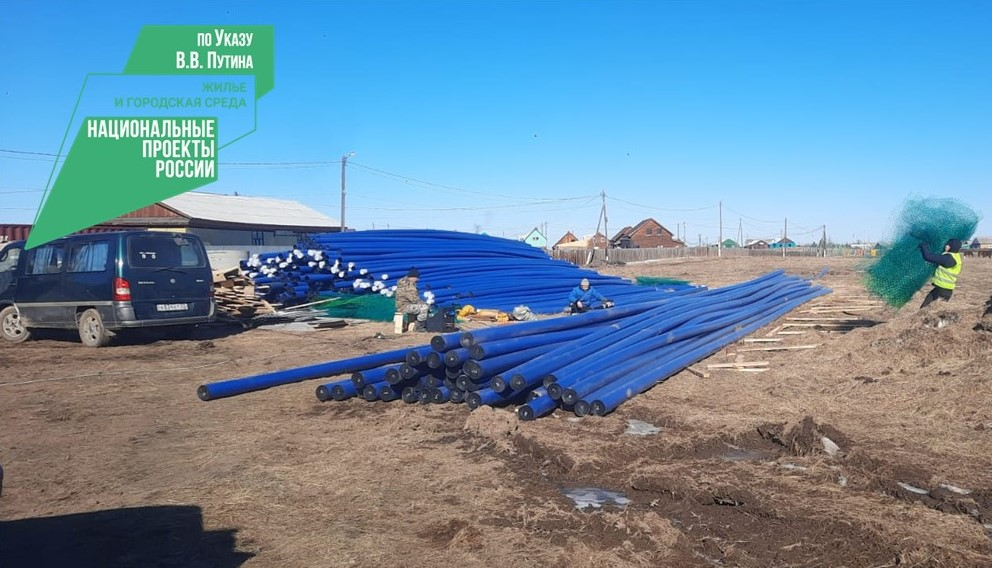 по Указу
В.В. Путина
ЖИЛЬЕ
И ГОРОДСКАЯ СРЕДА
НАЦИОНАЛЬНЫЕ
ПРОЕКТЫ
РОССИИ